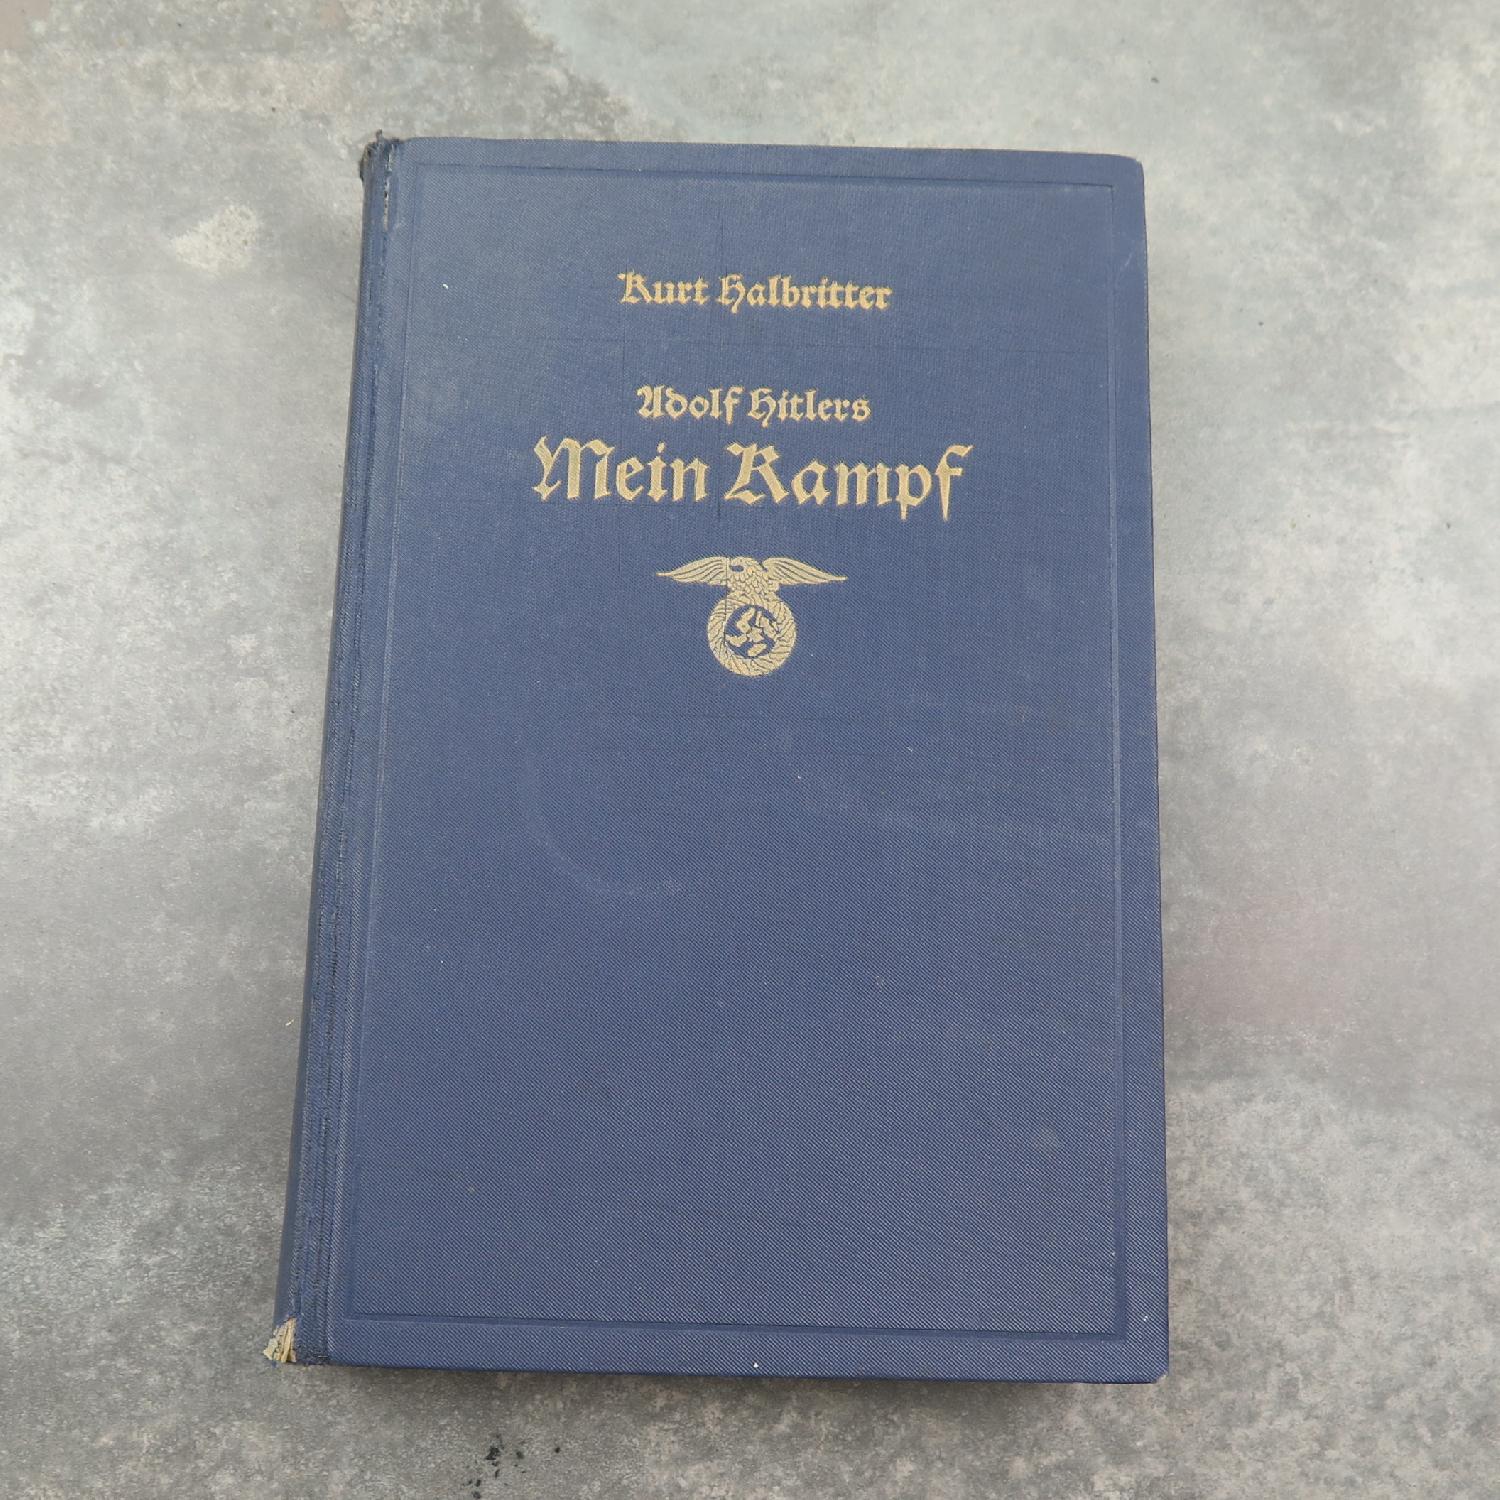 Kurt Halbritter
Adolf Hitlers
Mein Kampf